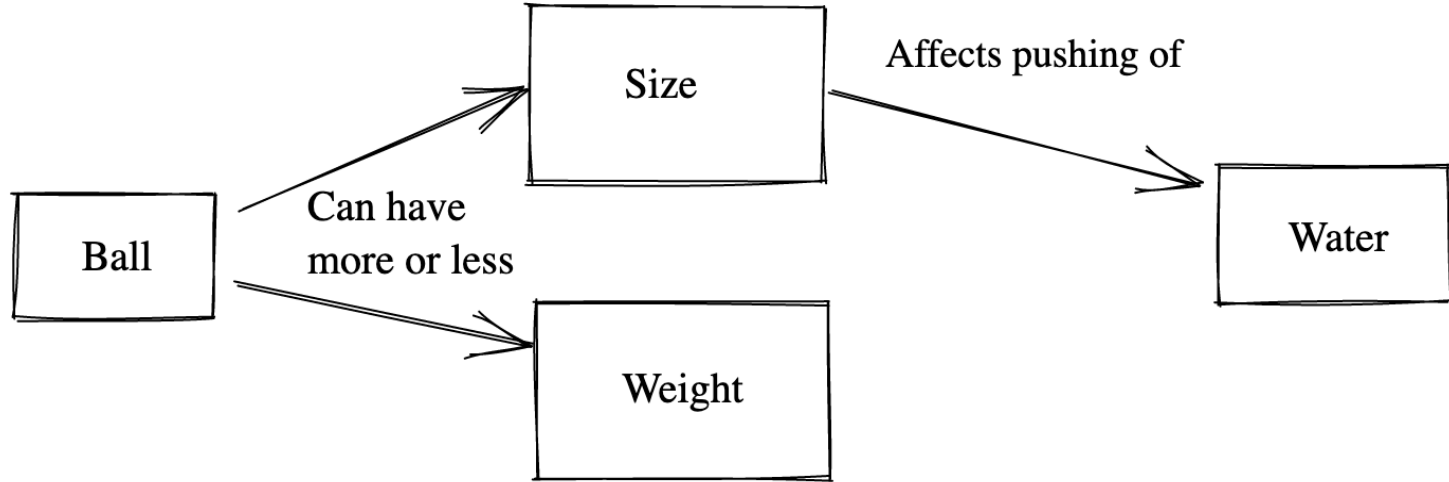 Ball
Can have
more or less
Size
Weight
Affects pushing of
Water